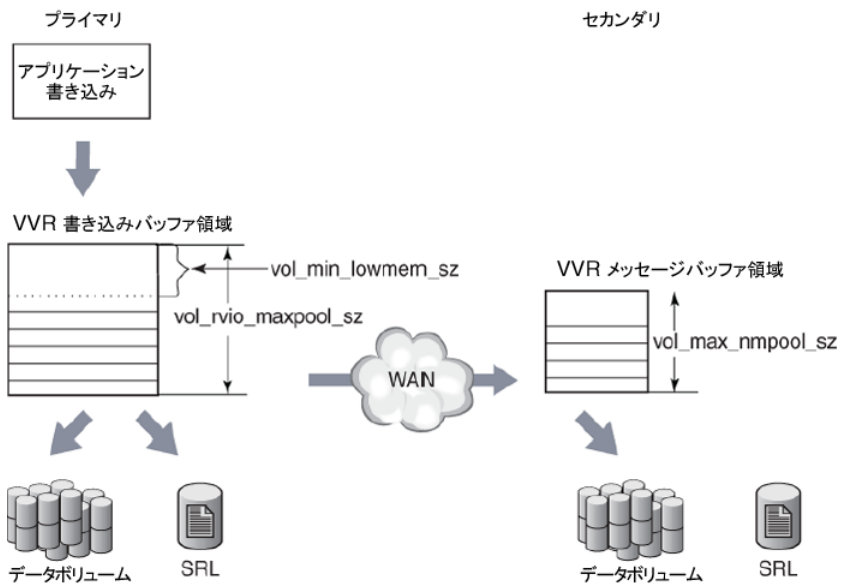 プライマリ
セカンダリ
アプリケーション
書き込み
VVR 書き込みバッファ領域
vol_min_lowmem_sz
vol_rvio_maxpool_sz
VVR メッセージバッファ領域
vol_max_nmpool_sz
WAN
データボリューム
SRL
データボリューム
SRL